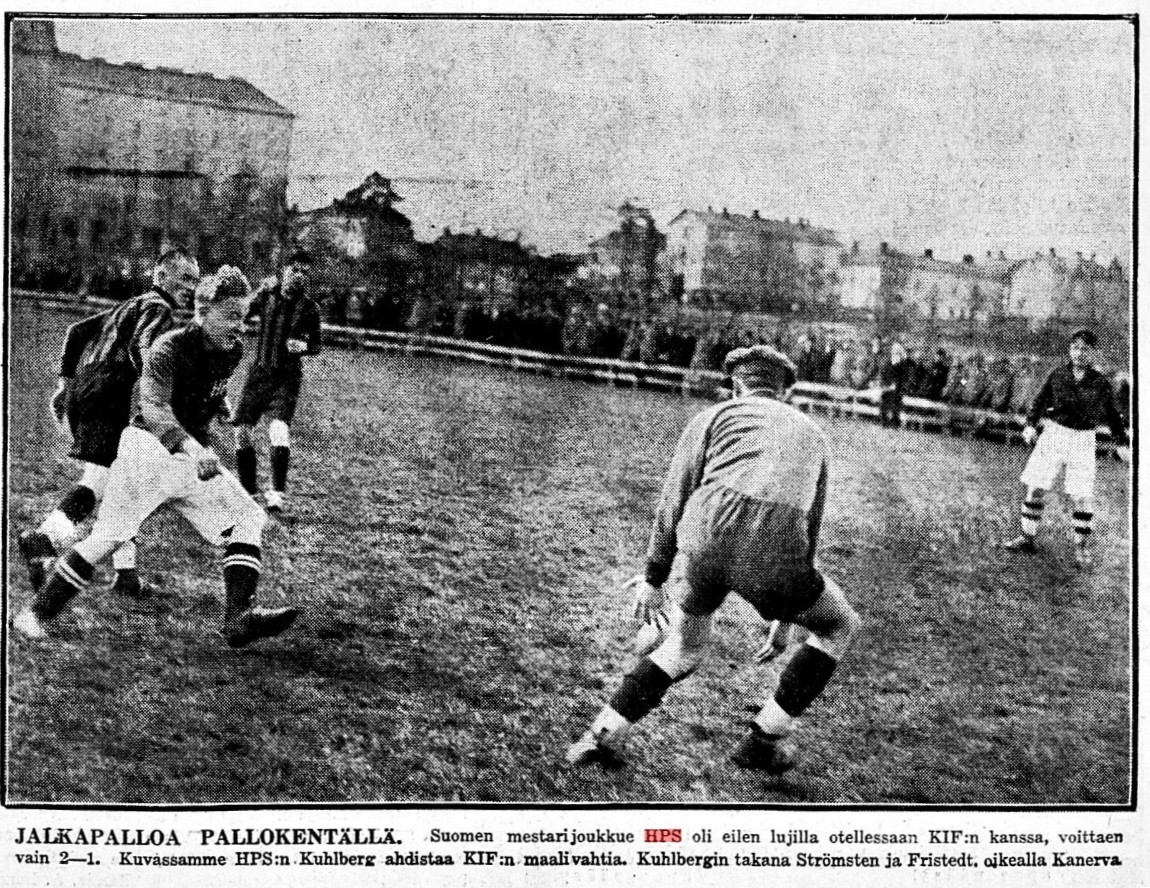 JALKAPALLOA PALLOKENTÄLLÄ. Suomen mestarijoukkue HPS oli eilen lujilla otellessaan KIF:n kanssa, voittaen
vain 2—1. Kuvassamme HPS:n Kuhlberg ahdistaa KIF:n maalivahtia. Kuhlbergin takana Strömsten ja Fristedt, oikealla Kanerva